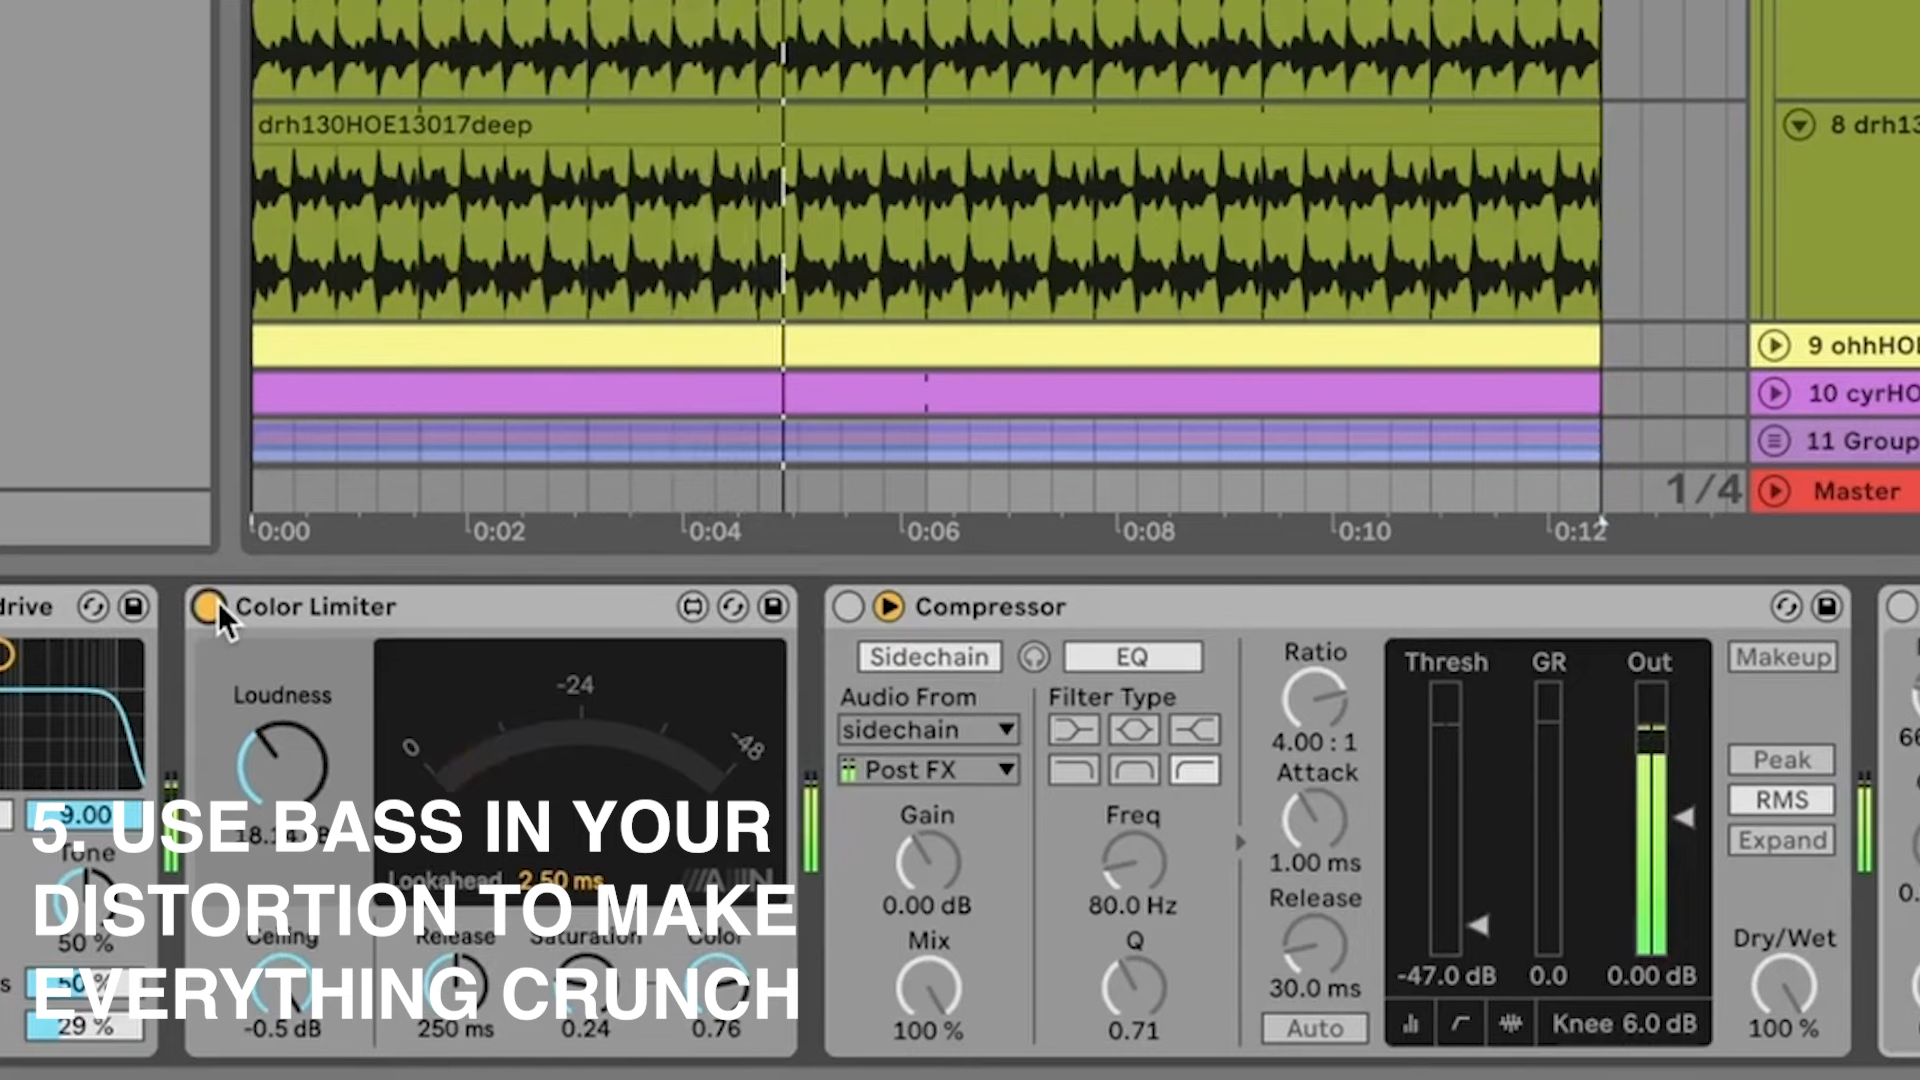 drh130HOE13017deep
8 drh13
9 ohhHOE
10 cyrHO
11 Group
1/4
Master
0:00
0:02
0:04
0:06
0:08
0:10
0:12
drive
Color Limiter
Compressor
Loudness
-24
0
-48
Lookahead 2.50 ms
9.00
Tone
50 %
50 %
29 %
Ceiling
-0.5 dB
Release
250 ms
Saturation
0.24
Color
0.76
5. USE BASS IN YOUR
DISTORTION TO MAKE
EVERYTHING CRUNCH
Sidechain
EQ
Audio From
sidechain
Post FX
Gain
0.00 dB
Mix
100 %
Filter Type
Freq
80.0 Hz
Q
0.71
Ratio
4.00 : 1
Attack
1.00 ms
Release
30.0 ms
Auto
Thresh
GR
Out
-47.0 dB
0.0
0.00 dB
Knee 6.0 dB
Makeup
Peak
RMS
Expand
Dry/Wet
100 %